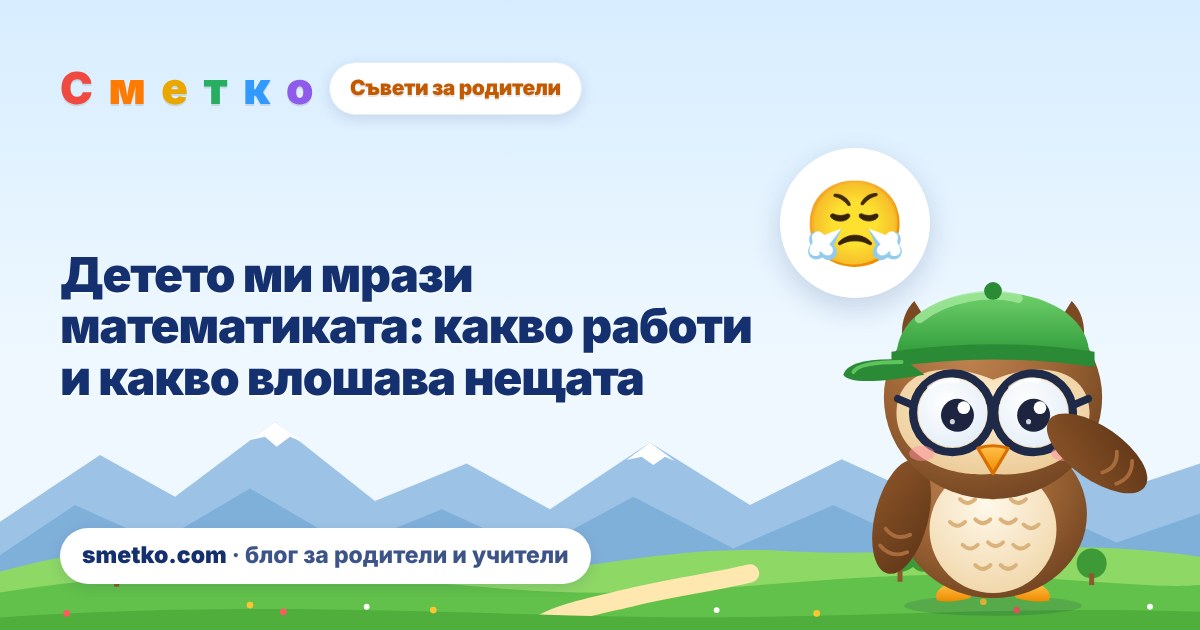 Сметко
Съвети за родители
Детето ми мрази
математиката: какво работи
и какво влошава нещата
smetko.com · блог за родители и учители